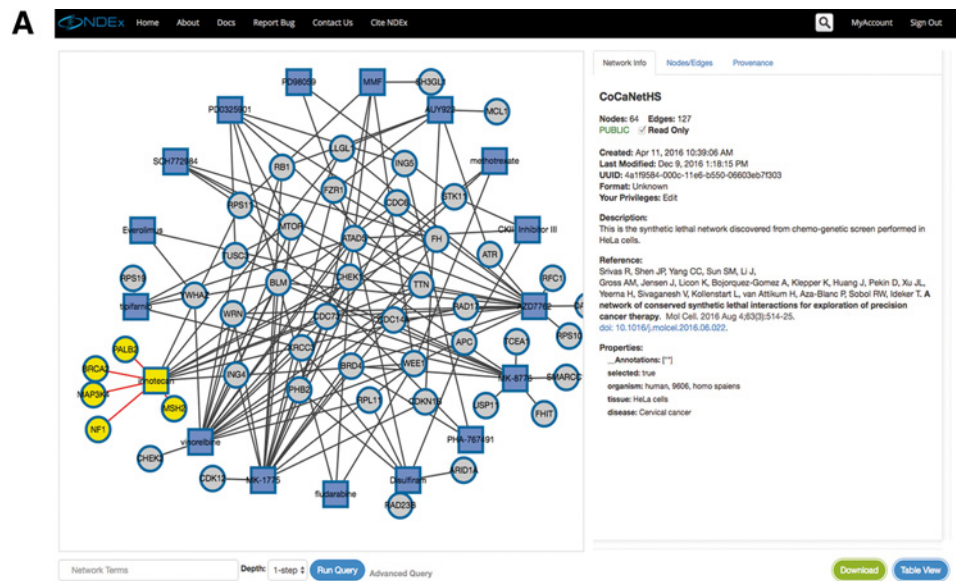 A
NDEx Home About Docs Report Bug Contact Us Cite NDEx MyAccount Sign Out
PD98059
MMF
SH3GL1
PD0325901
AUY922
MCL1
LLGL1
SCH772984
RB1
ING5
methotrexate
FZR1
STK11
RPS11
CDC6
MTOR
Everolimus
ATAD5
FH
CKII Inhibitor III
TUSC3
ATR
RPS19
BLM
CHEK1
TTN
RFC1
tipifarnib
YWHAZ
RAD17
AZD7762
WRN
CDC73
CDC14A
RPS10
PALB2
XRCC3
APC
TCEA1
BRCA2
irinotecan
ING4
BRD4
WEE1
MK-8776
SMARCC
MAP3K4
PHB2
MSH2
RPL11
CDKN1B
USP11
FHIT
NF1
vinorelbine
PHA-767491
CHEK2
CDK12
MK-1775
fludarabine
Disulfiram
ARID1A
RAD23B
Network Terms Depth: 1-step Run Query Advanced Query
Network Info Nodes/Edges Provenance
CoCaNetHS
Nodes: 64 Edges: 127
PUBLIC Read Only
Created: Apr 11, 2016 10:39:06 AM
Last Modified: Dec 9, 2016 1:18:15 PM
UUID: 4a1f9584-000c-11e6-b550-06603eb7f303
Format: Unknown
Your Privileges: Edit
Description:
This is the synthetic lethal network discovered from chemo-genetic screen performed in
HeLa cells.
Reference:
Srivas R, Shen JP, Yang CC, Sun SM, Li J,
Gross AM, Jensen J, Licon K, Bojorquez-Gomez A, Klepper K, Huang J, Pekin D, Xu JL,
Yeerna H, Sivaganesh V, Kollenstart L, van Attikum H, Aza-Blanc P, Sobol RW, Ideker T. A
network of conserved synthetic lethal interactions for exploration of precision
cancer therapy. Mol Cell. 2016 Aug 4;63(3):514-25.
doi: 10.1016/j.molcel.2016.06.022.
Properties:
__Annotations: [""]
selected: true
organism: human, 9606, homo spaiens
tissue: HeLa cells
disease: Cervical cancer
Download Table View